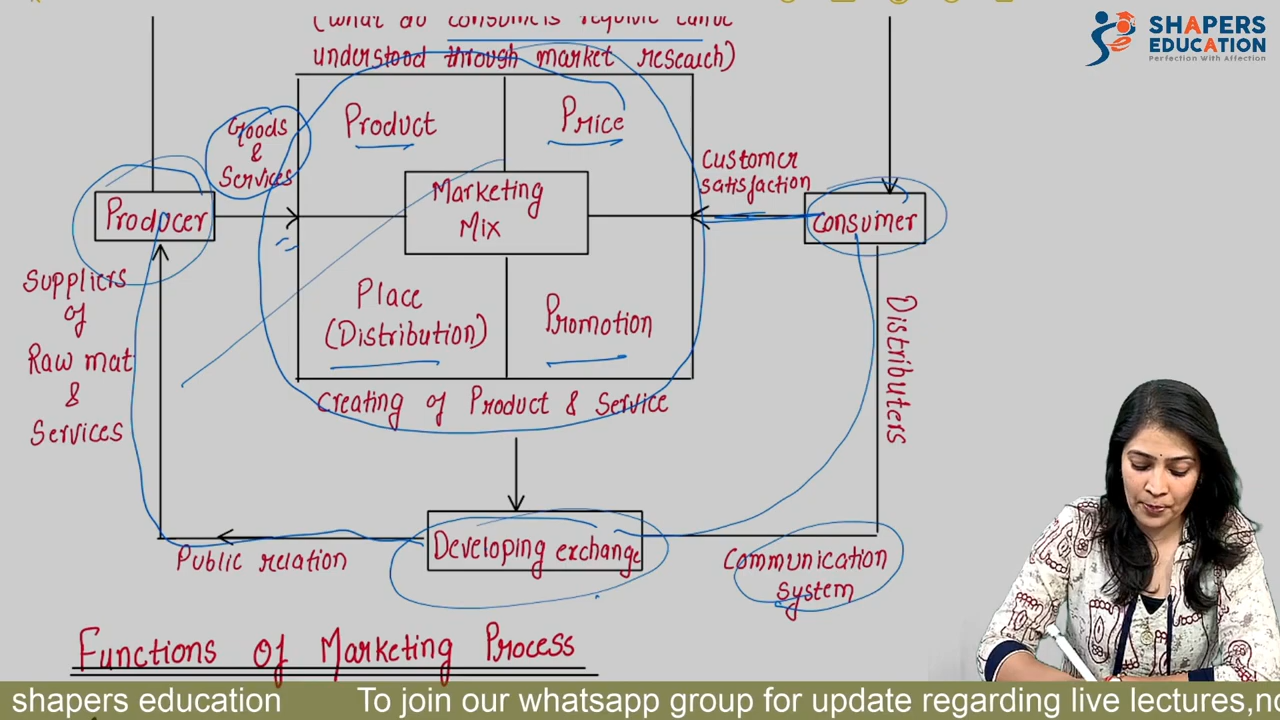 SHAPERS
EDUCATION
Perfection With Affection
understood through market research)
Goods
&
Services
Product
Price
Customer
satisfaction
Marketing
Mix
Producer
Consumer
Suppliers
of
Raw mat
&
Services
Place
(Distribution)
Promotion
Distributers
Creating of Product & Service
Developing exchange
Public relation
Communication
system
Functions of Marketing Process
shapers education To join our whatsapp group for update regarding live lectures,no